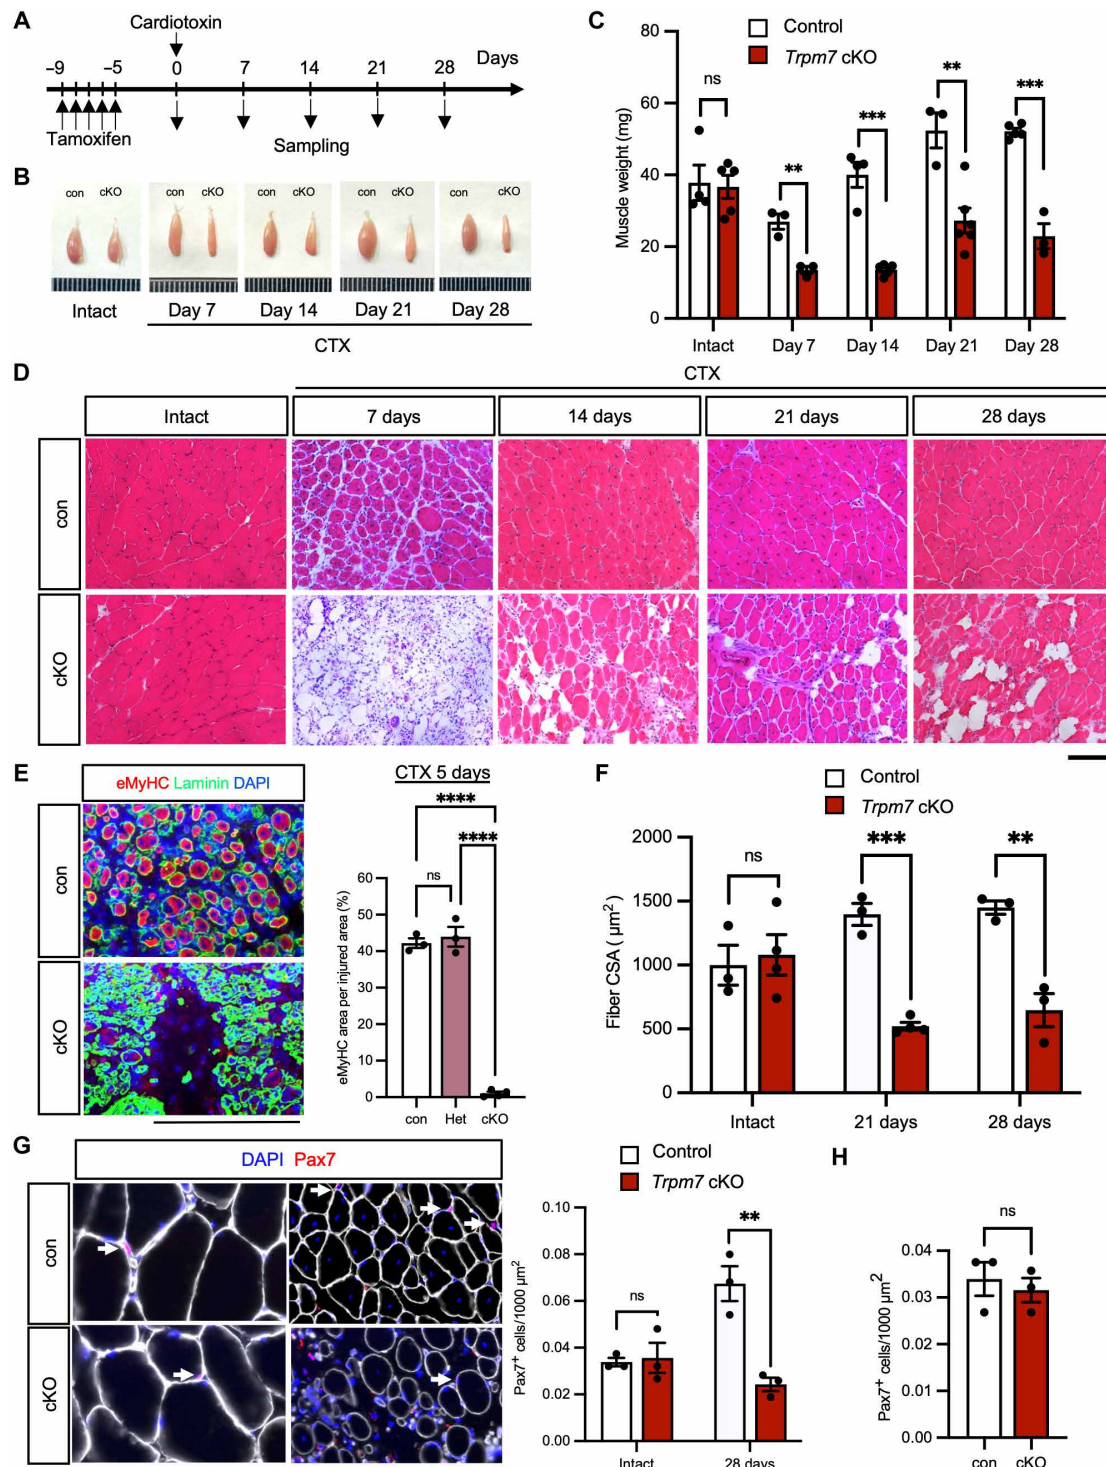 A
Cardiotoxin
–9 –5 0 7 14 21 28 Days
Tamoxifen
Sampling
B
con cKO con cKO con cKO con cKO con cKO
Intact Day 7 Day 14 Day 21 Day 28
CTX
C
Control
Trpm7 cKO
Muscle weight (mg)
80
60
40
20
0
ns ** *** ** ***
Intact Day 7 Day 14 Day 21 Day 28
D
CTX
Intact 7 days 14 days 21 days 28 days
con
cKO
E
eMyHC Laminin DAPI
con
cKO
CTX 5 days
****
****
ns
eMyHC area per injured area (%)
60
50
40
30
20
10
0
con Het cKO
F
Control
Trpm7 cKO
Fiber CSA ( µm2 )
2000
1500
1000
500
0
ns *** **
Intact 21 days 28 days
G
DAPI Pax7
con
cKO
Control
Trpm7 cKO
Pax7+ cells/1000 µm2
0.10
0.08
0.06
0.04
0.02
0.00
ns **
Intact 28 days
H
ns
Pax7+ cells/1000 µm2
0.04
0.03
0.02
0.01
0.00
con cKO